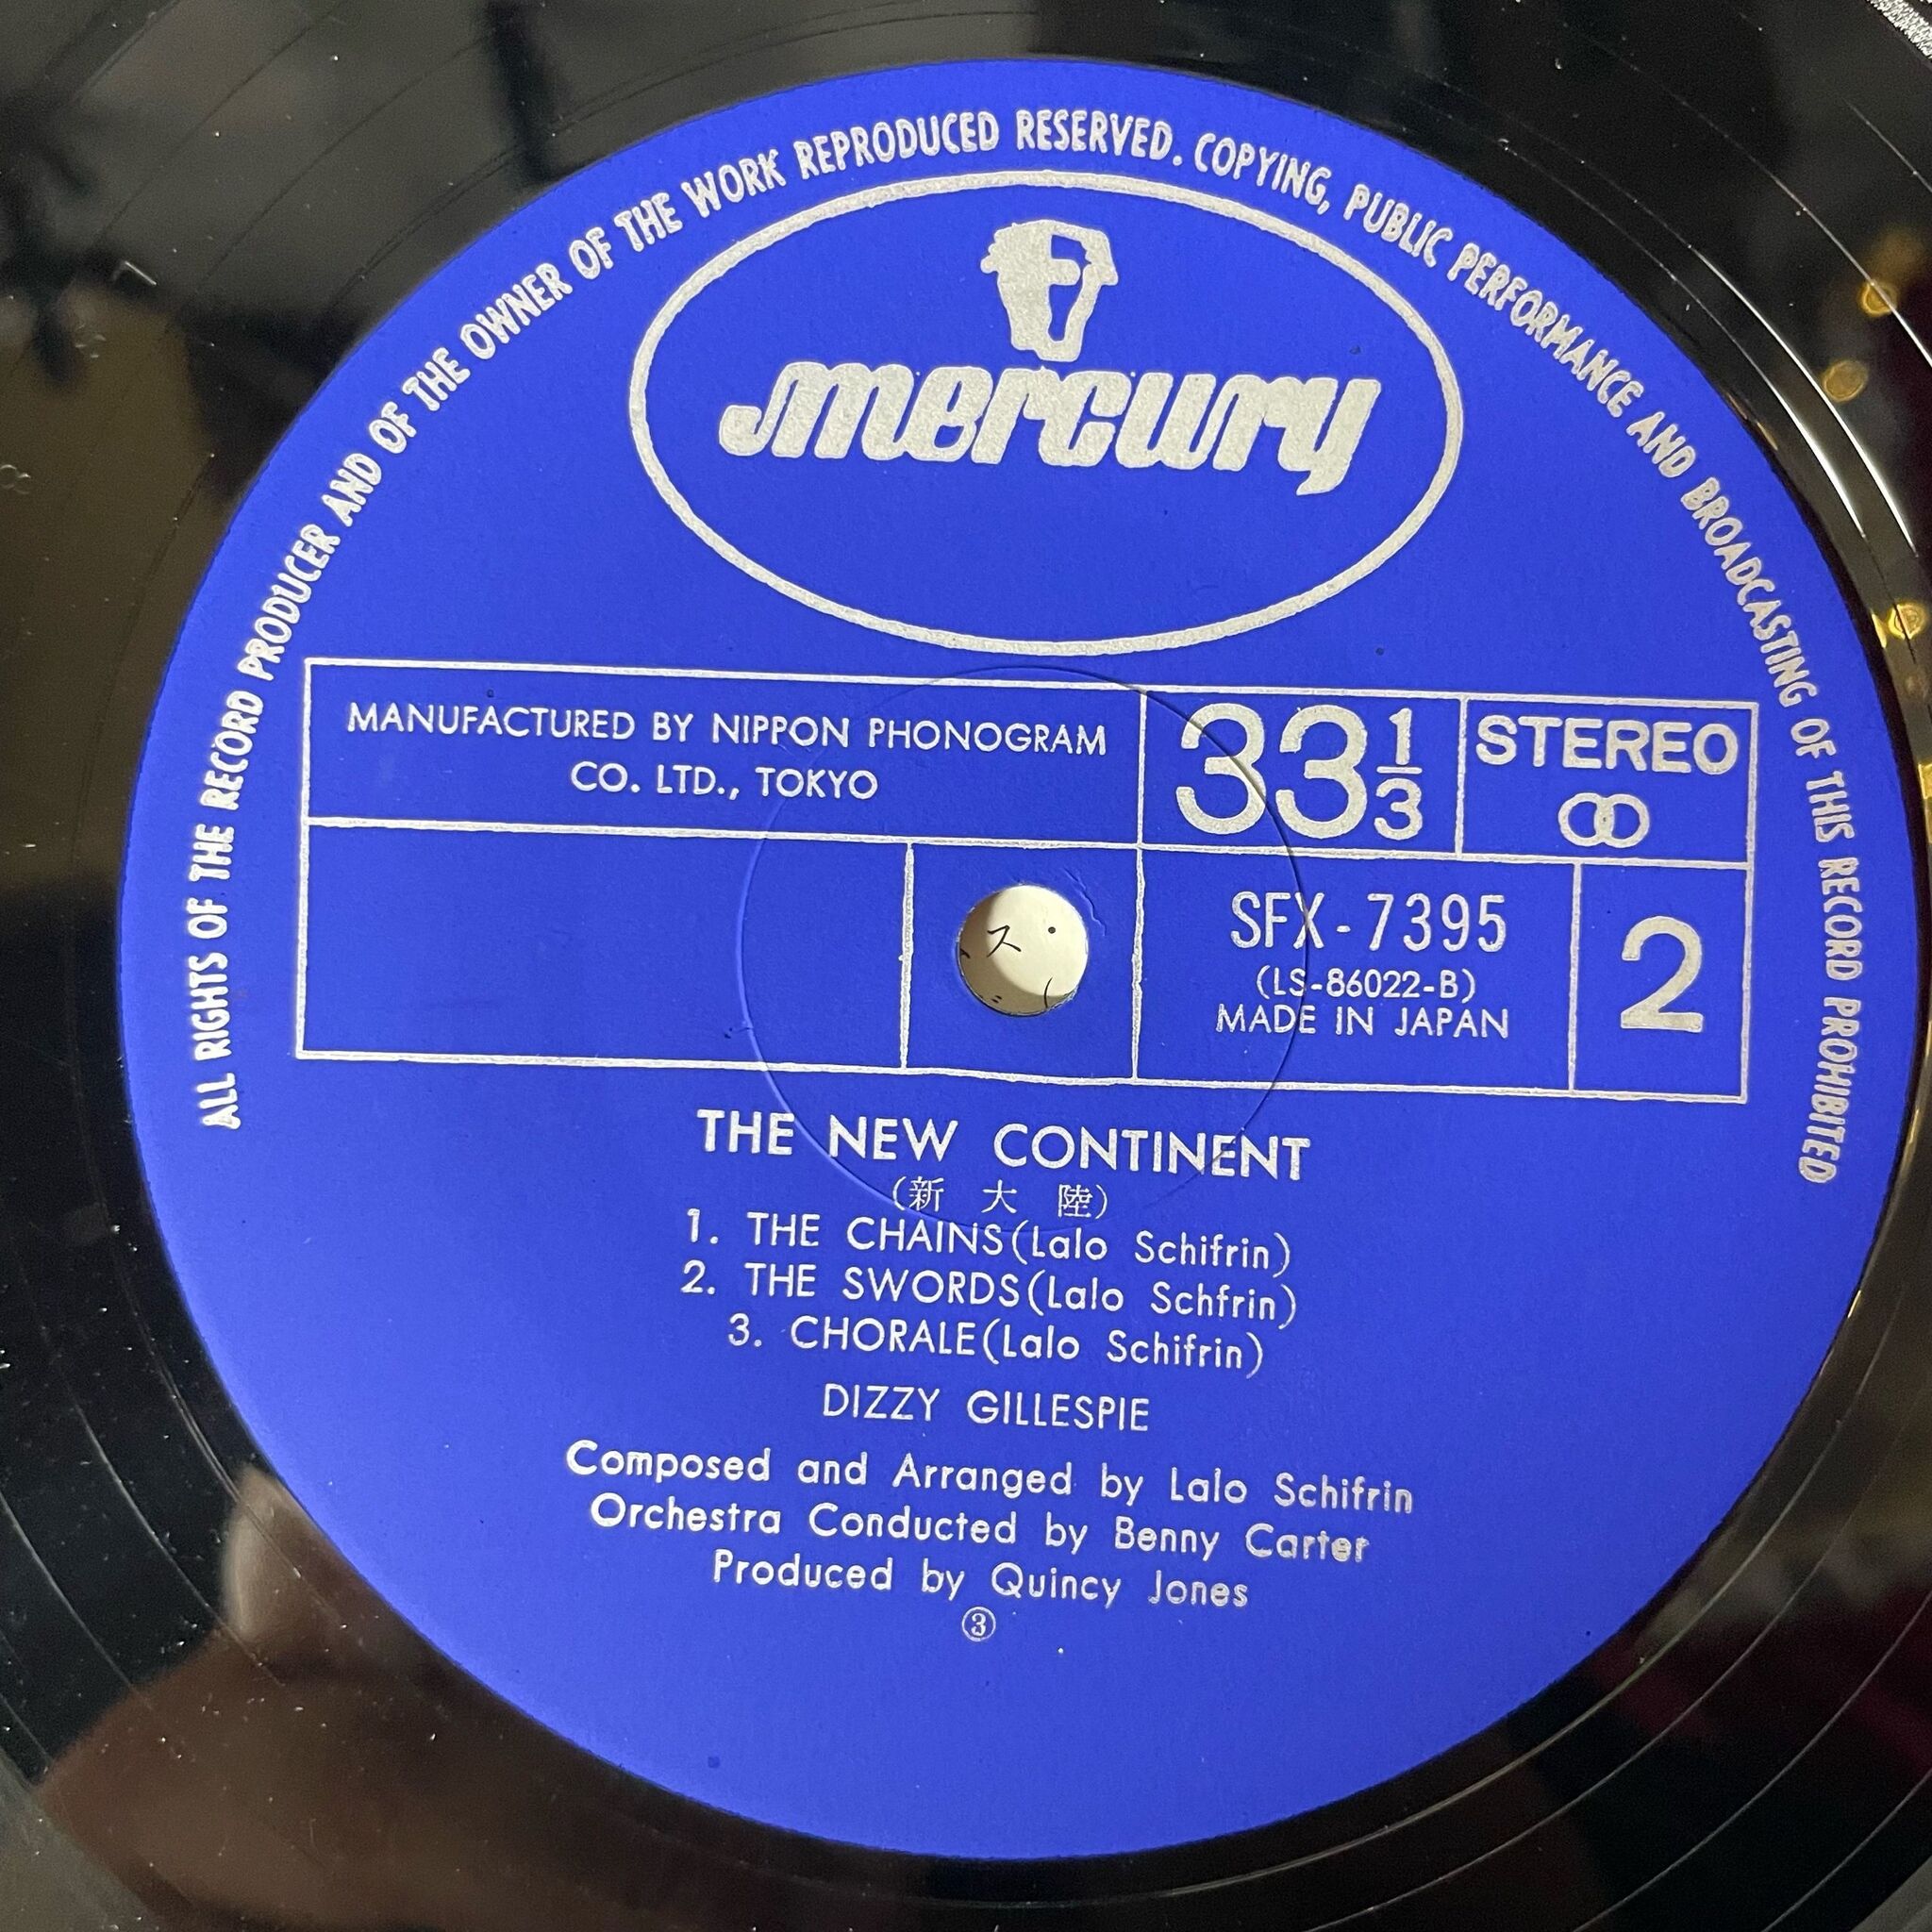 ALL RIGHTS OF THE RECORD PRODUCER AND OF THE OWNER OF THE WORK REPRODUCED RESERVED. COPYING, PUBLIC PERFORMANCE AND BROADCASTING OF THIS RECORD PROHIBITED
mercury
MANUFACTURED BY NIPPON PHONOGRAM
CO. LTD., TOKYO
33 1/3
STEREO
SFX-7395
(LS-86022-B)
MADE IN JAPAN
2
ス
THE NEW CONTINENT
(新 大 陸)
1. THE CHAINS(Lalo Schifrin)
2. THE SWORDS(Lalo Schfrin)
3. CHORALE(Lalo Schifrin)
DIZZY GILLESPIE
Composed and Arranged by Lalo Schifrin
Orchestra Conducted by Benny Carter
Produced by Quincy Jones
③